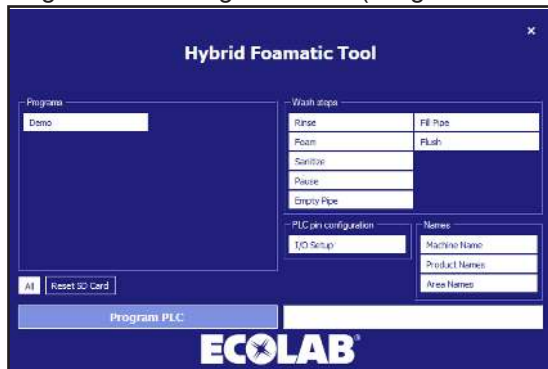 ×
Hybrid Foamatic Tool
Programs
Demo
Wash steps
Rinse
Fill Pipe
Foam
Flush
Sanitize
Pause
Empty Pipe
PLC pin configuration
I/O Setup
Names
Machine Name
Product Names
Area Names
All
Reset SD Card
Program PLC
ECOLAB®